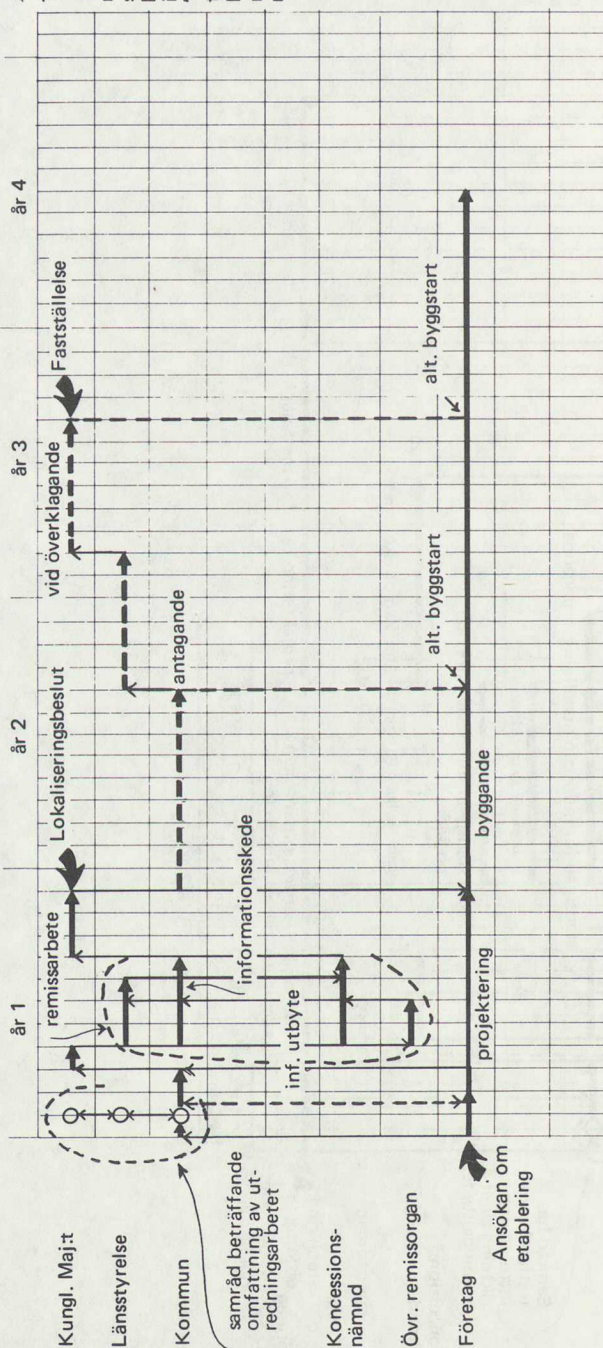 år 1
år 2
år 3
år 4
Kungl. Maj:t
Länsstyrelse
Kommun
samråd beträffande
omfattning av ut-
redningsarbetet
Koncessions-
nämnd
Övr. remissorgan
Företag
Ansökan om
etablering
remissarbete
Lokaliseringsbeslut
vid överklagande
Fastställelse
antagande
informationsskede
inf. utbyte
projektering
byggande
alt. byggstart
alt. byggstart